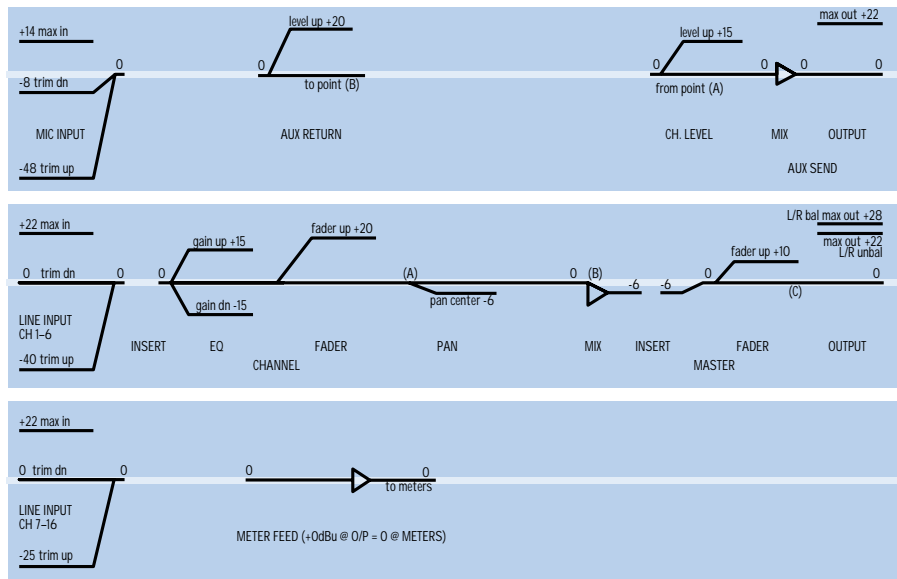 +14 max in
level up +20
level up +15
max out +22
0
0
0
0
0
0
-8 trim dn
to point (B)
from point (A)
MIC INPUT
AUX RETURN
CH. LEVEL
MIX
OUTPUT
-48 trim up
AUX SEND
+22 max in
L/R bal max out +28
gain up +15
fader up +20
max out +22
fader up +10
L/R unbal
0 trim dn
0
0
(A)
0
(B)
-6
-6
0
0
pan center -6
(C)
gain dn -15
LINE INPUT
CH 1–6
INSERT
EQ
FADER
PAN
MIX
INSERT
FADER
OUTPUT
-40 trim up
CHANNEL
MASTER
+22 max in
0 trim dn
0
0
0
to meters
LINE INPUT
CH 7–16
METER FEED (+0dBu @ O/P = 0 @ METERS)
-25 trim up